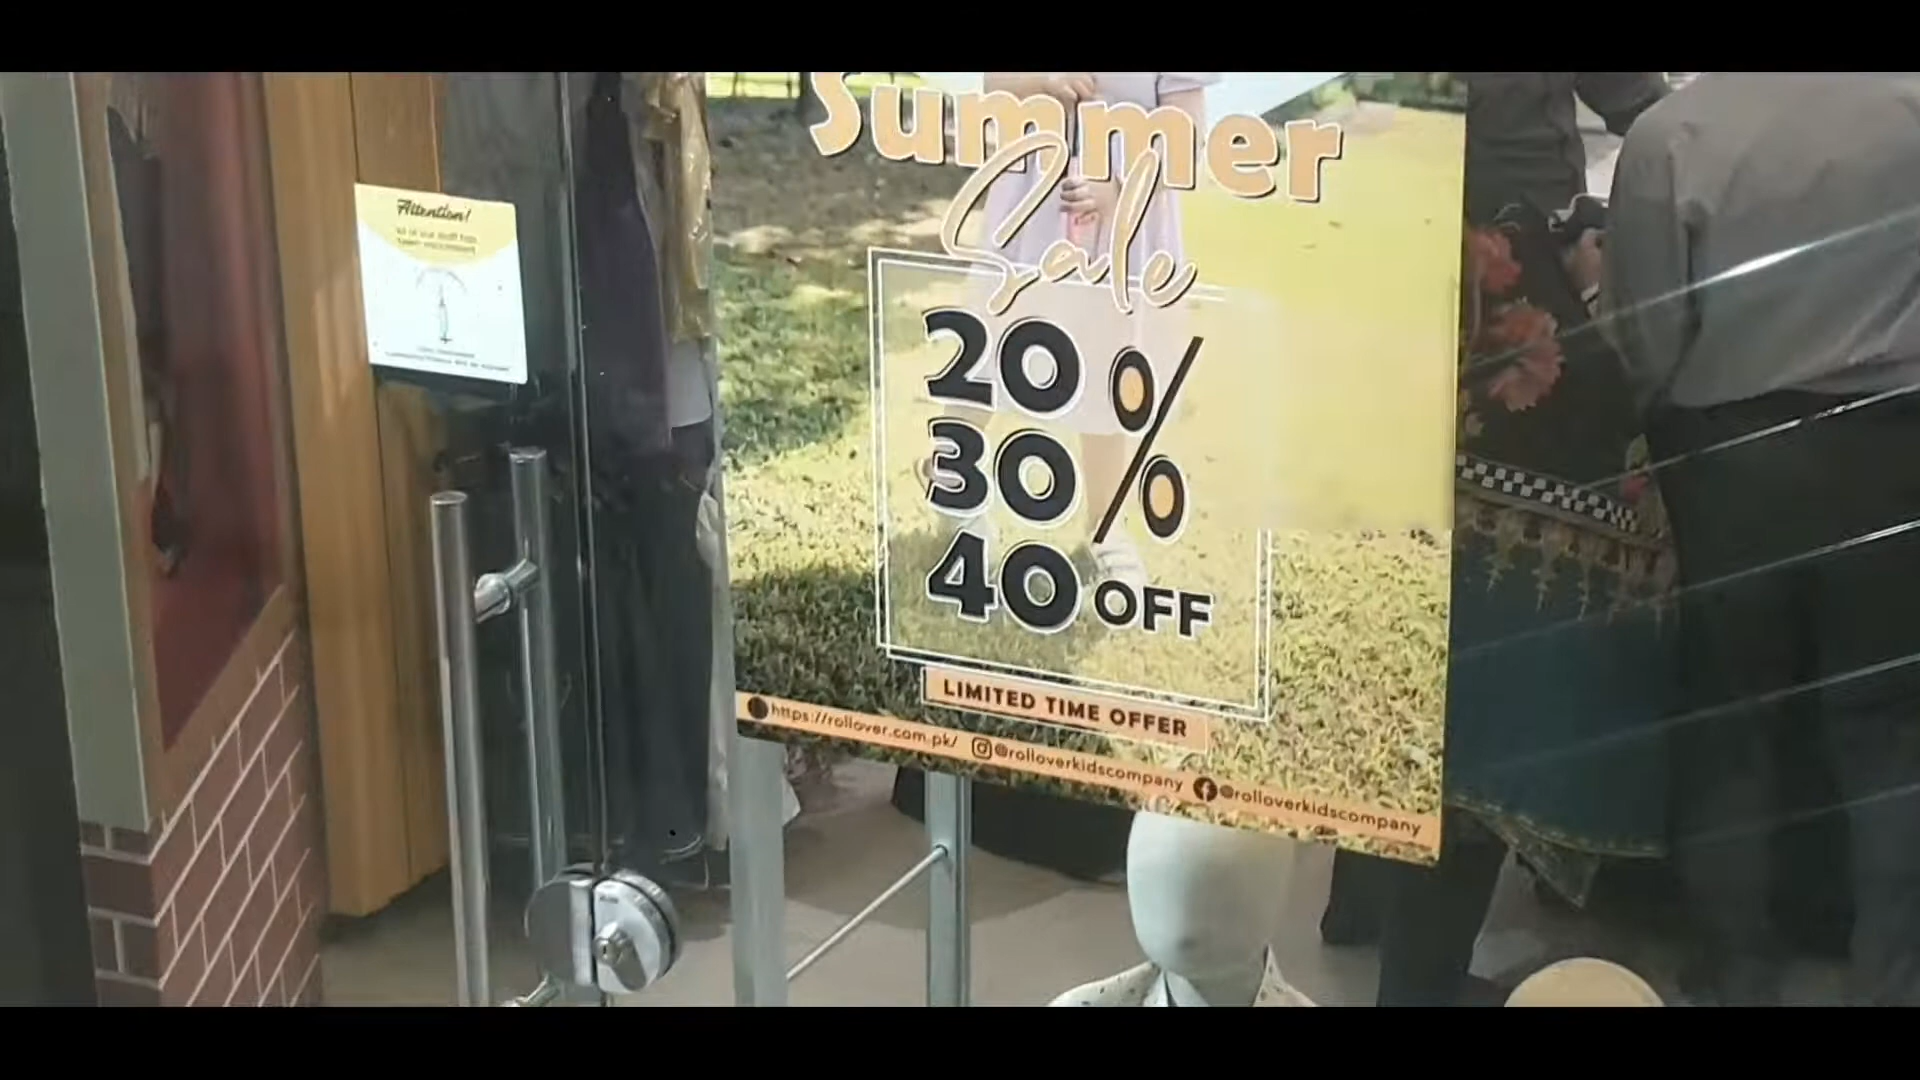 Attention!
Summer
Sale
20
30 %
40 OFF
LIMITED TIME OFFER
https://rollover.com.pk/ @rolloverkidscompany @rolloverkidscompany